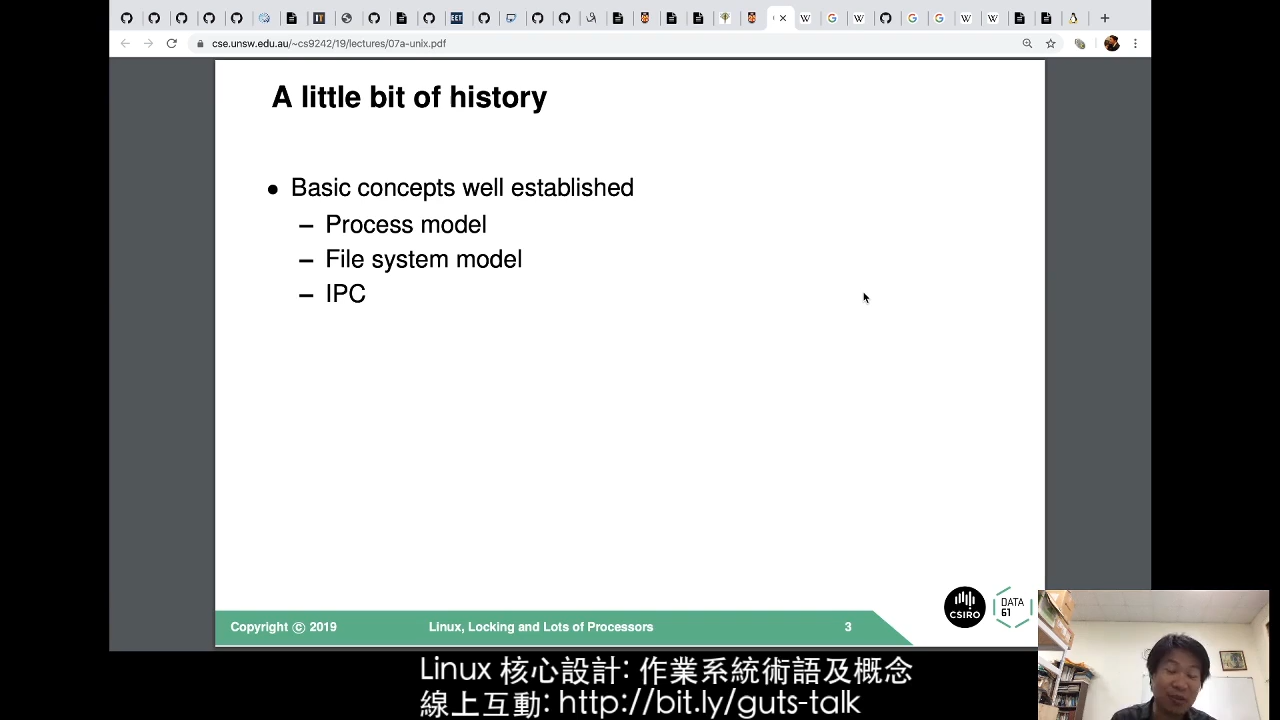 cse.unsw.edu.au/~cs9242/19/lectures/07a-unix.pdf
A little bit of history
● Basic concepts well established
– Process model
– File system model
– IPC
CSIRO
DATA
61
Copyright © 2019 Linux, Locking and Lots of Processors 3
Linux 核心設計: 作業系統術語及概念
線上互動: http://bit.ly/guts-talk